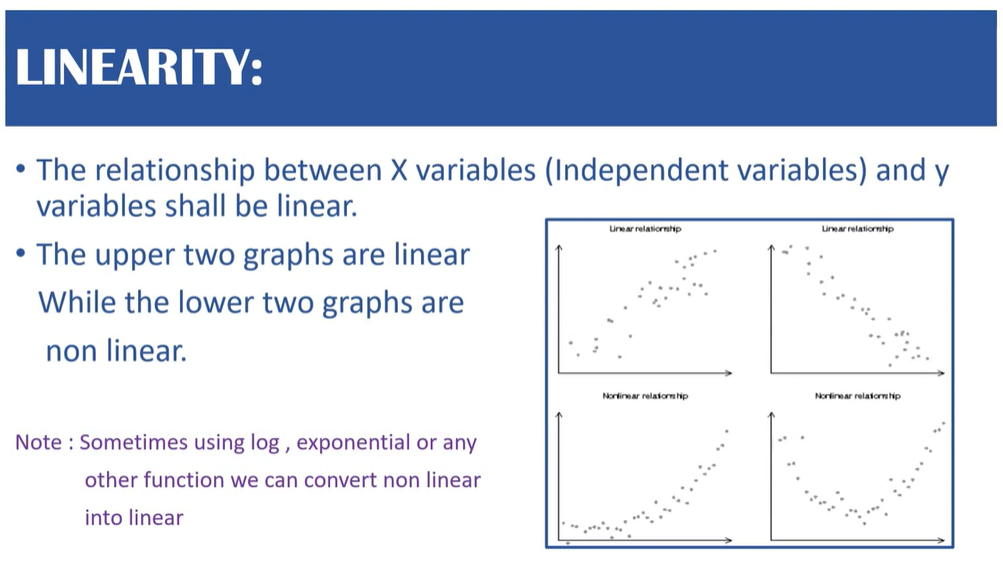 LINEARITY:
• The relationship between X variables (Independent variables) and y
variables shall be linear.
• The upper two graphs are linear
While the lower two graphs are
non linear.
Note : Sometimes using log , exponential or any
other function we can convert non linear
into linear
Linear relationship
Linear relationship
Nonlinear relationship
Nonlinear relationship